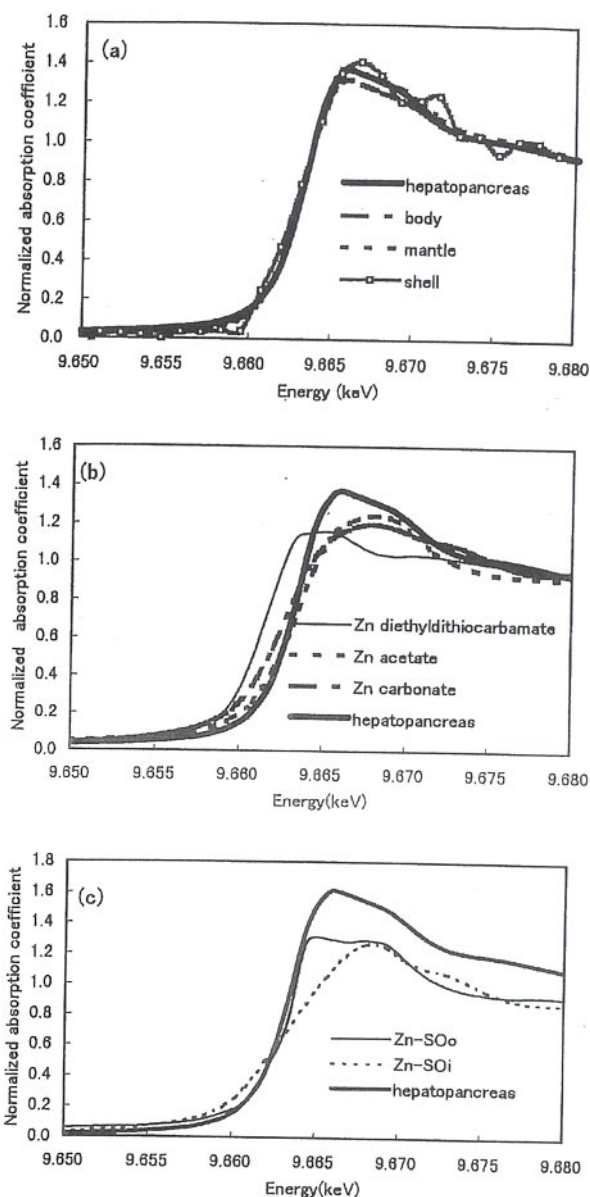 (a)
Normalized absorption coefficient
1.6
1.4
1.2
1.0
0.8
0.6
0.4
0.2
0.0
hepatopancreas
body
mantle
shell
9.650 9.655 9.660 9.665 9.670 9.675 9.680
Energy (keV)
(b)
Normalized absorption coefficient
1.6
1.4
1.2
1.0
0.8
0.6
0.4
0.2
0.0
Zn diethyldithiocarbamate
Zn acetate
Zn carbonate
hepatopancreas
9.650 9.655 9.660 9.665 9.670 9.675 9.680
Energy(keV)
(c)
Normalized absorption coefficient
1.8
1.6
1.4
1.2
1.0
0.8
0.6
0.4
0.2
0.0
Zn-SOo
Zn-SOi
hepatopancreas
9.650 9.655 9.660 9.665 9.670 9.675 9.680
Energy(keV)